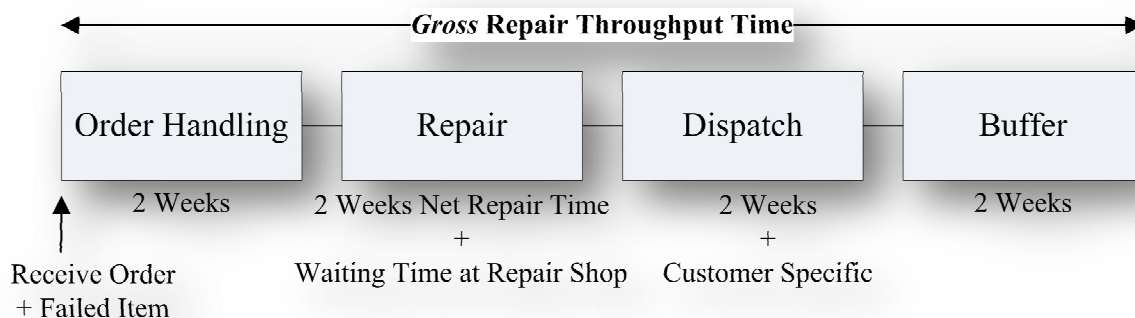 Gross Repair Throughput Time
Order Handling
Repair
Dispatch
Buffer
2 Weeks
2 Weeks Net Repair Time
+
Waiting Time at Repair Shop
2 Weeks
+
Customer Specific
2 Weeks
Receive Order
+ Failed Item